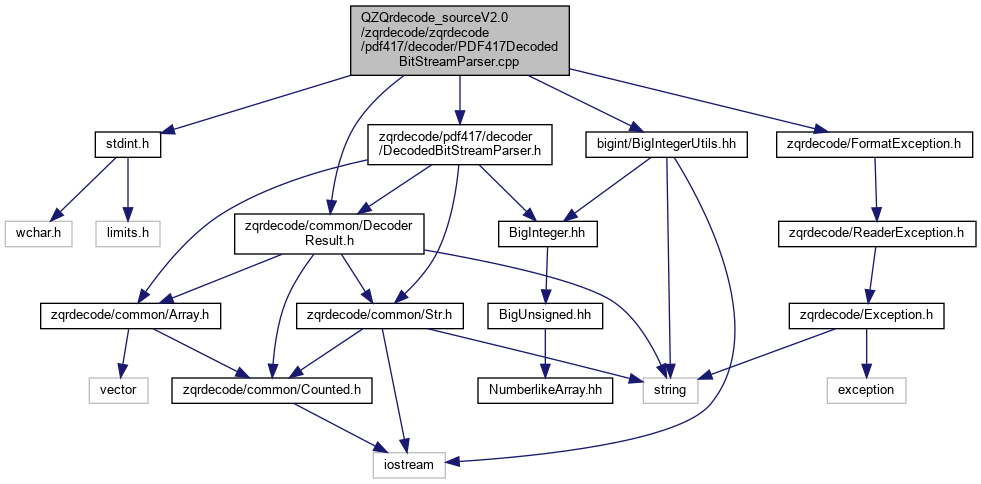 QZQrdecode_sourceV2.0
/zqrdecode/zqrdecode
/pdf417/decoder/PDF417Decoded
BitStreamParser.cpp
stdint.h
zqrdecode/pdf417/decoder
/DecodedBitStreamParser.h
bigint/BigIntegerUtils.hh
zqrdecode/FormatException.h
wchar.h
limits.h
zqrdecode/common/Decoder
Result.h
BigInteger.hh
zqrdecode/ReaderException.h
zqrdecode/common/Array.h
zqrdecode/common/Str.h
BigUnsigned.hh
zqrdecode/Exception.h
vector
zqrdecode/common/Counted.h
NumberlikeArray.hh
string
exception
iostream